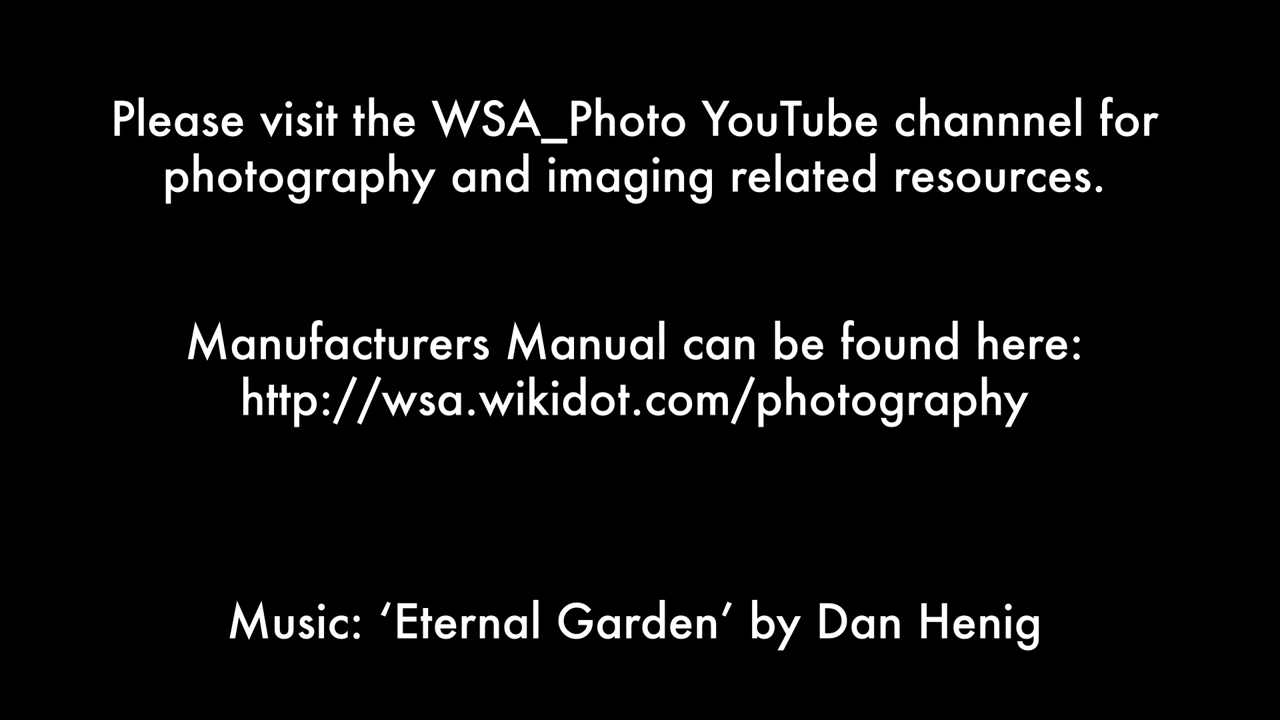 Please visit the WSA_Photo YouTube channnel for
photography and imaging related resources.
Manufacturers Manual can be found here:
http://wsa.wikidot.com/photography
Music: ‘Eternal Garden’ by Dan Henig